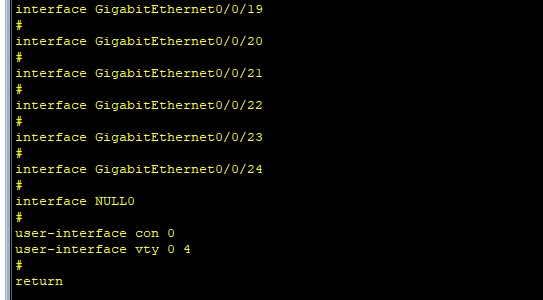 interface GigabitEthernet0/0/19
#
interface GigabitEthernet0/0/20
#
interface GigabitEthernet0/0/21
#
interface GigabitEthernet0/0/22
#
interface GigabitEthernet0/0/23
#
interface GigabitEthernet0/0/24
#
interface NULL0
#
user-interface con 0
user-interface vty 0 4
#
return